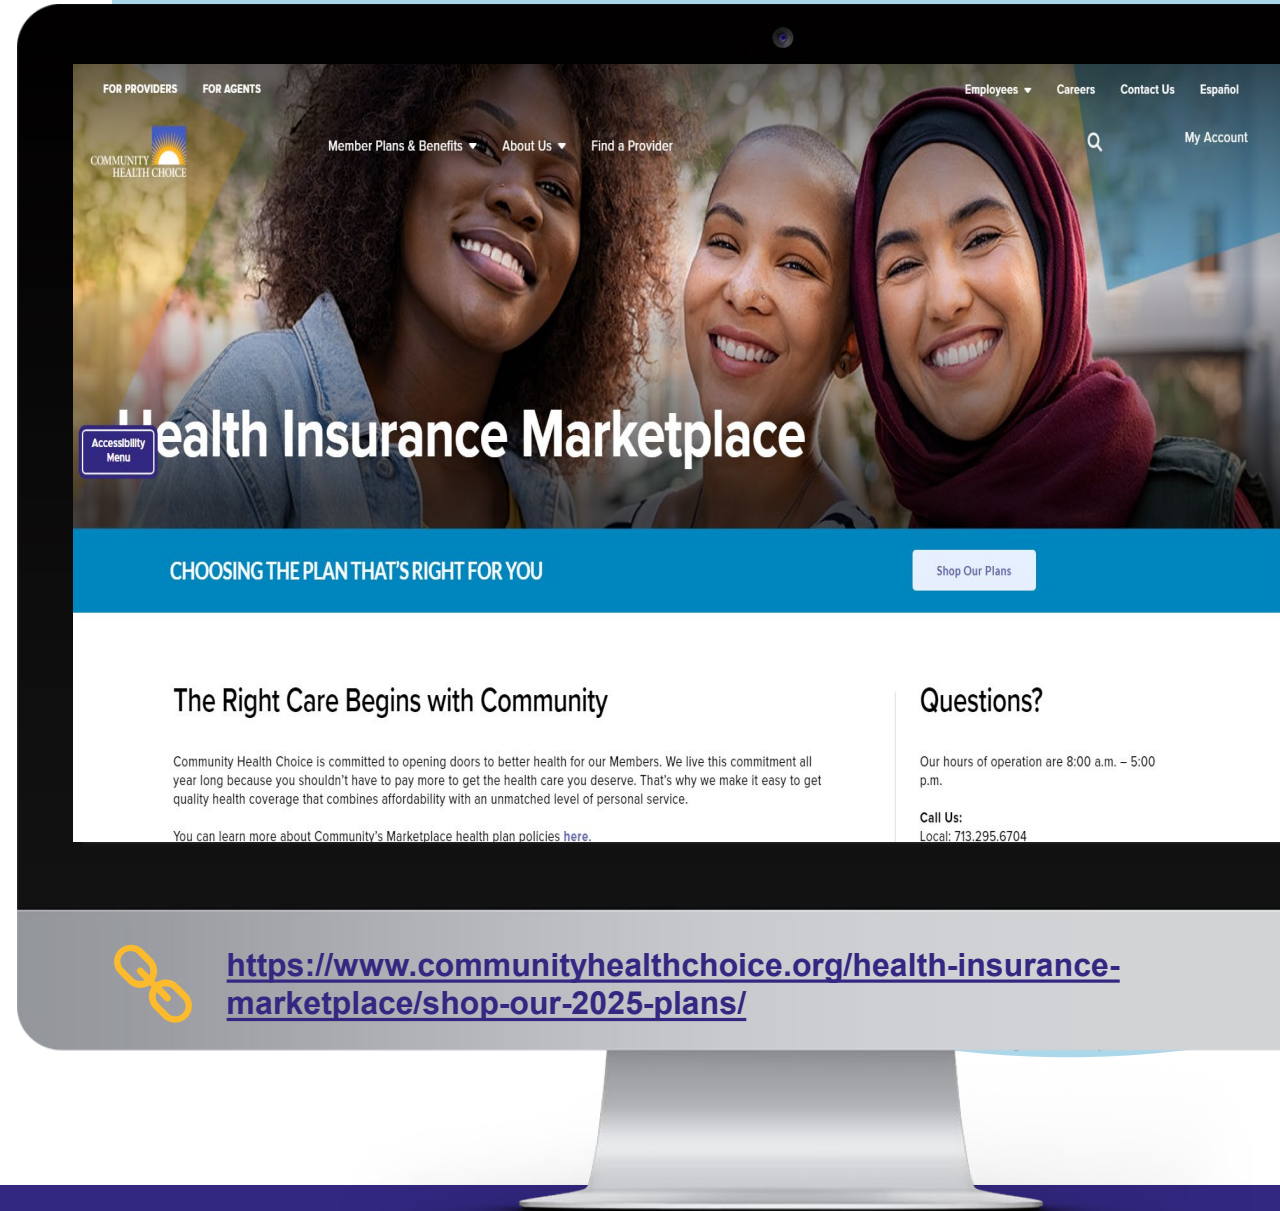 FOR PROVIDERS FOR AGENTS
Employees Careers Contact Us Español
COMMUNITY
HEALTH CHOICE
Member Plans & Benefits About Us Find a Provider
My Account
Health Insurance Marketplace
Accessibility
Menu
CHOOSING THE PLAN THAT'S RIGHT FOR YOU
Shop Our Plans
The Right Care Begins with Community
Community Health Choice is committed to opening doors to better health for our Members. We live this commitment all
year long because you shouldn't have to pay more to get the health care you deserve. That's why we make it easy to get
quality health coverage that combines affordability with an unmatched level of personal service.
You can learn more about Community's Marketplace health plan policies here.
Questions?
Our hours of operation are 8:00 a.m. – 5:00
p.m.
Call Us:
Local: 713.295.6704
https://www.communityhealthchoice.org/health-insurance-
marketplace/shop-our-2025-plans/